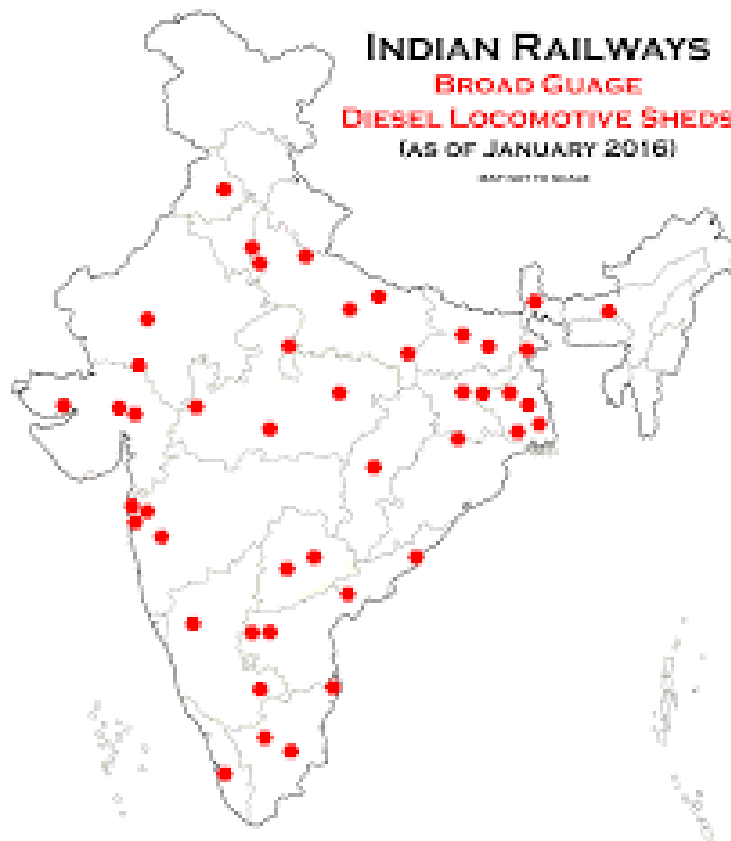 INDIAN RAILWAYS
BROAD GUAGE
DIESEL LOCOMOTIVE SHEDS
(AS OF JANUARY 2016)